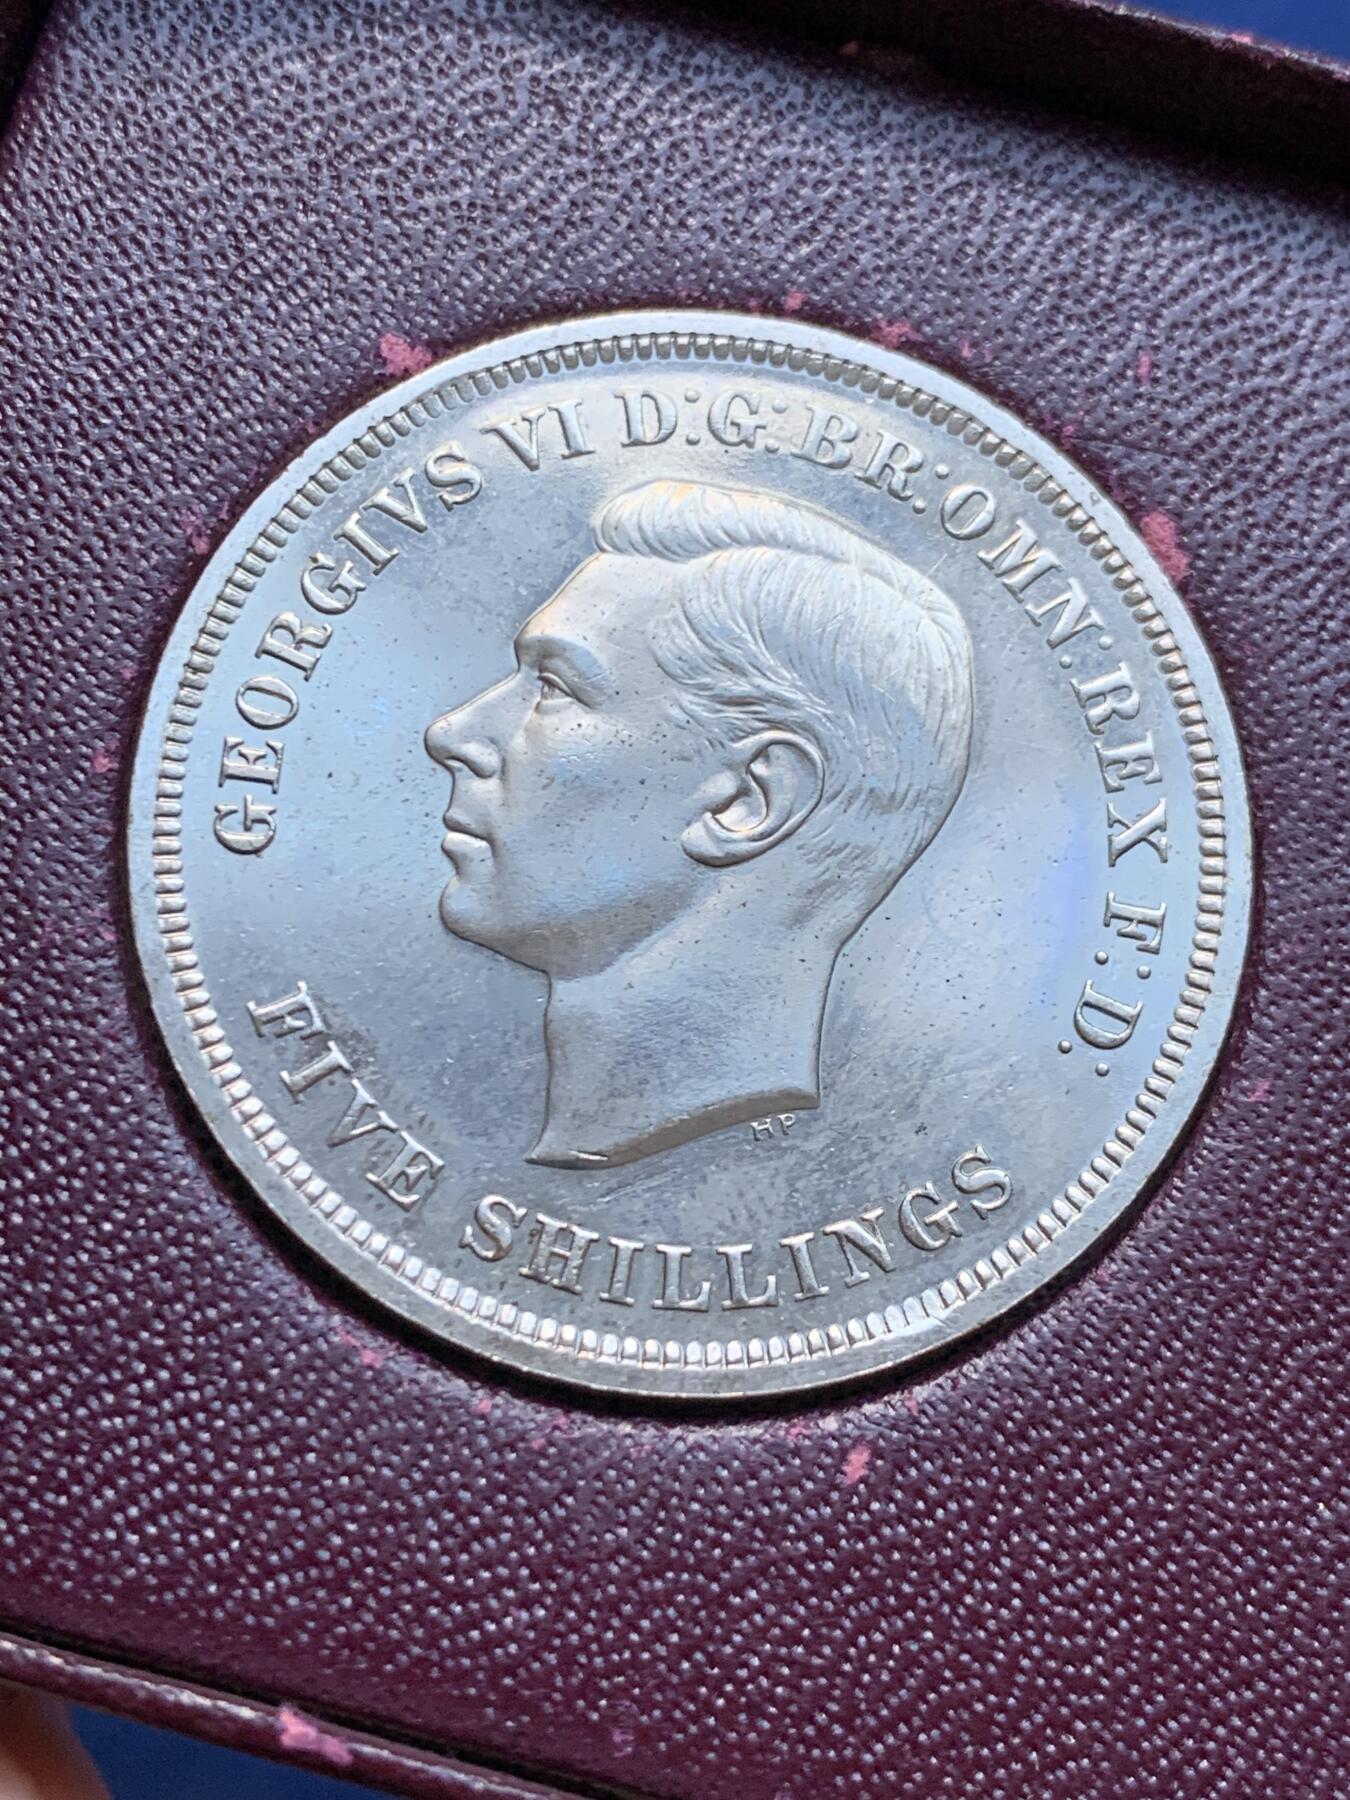 GEORGIVS VI D:G:BR:OMN:REX F:D:
HP
FIVE SHILLINGS